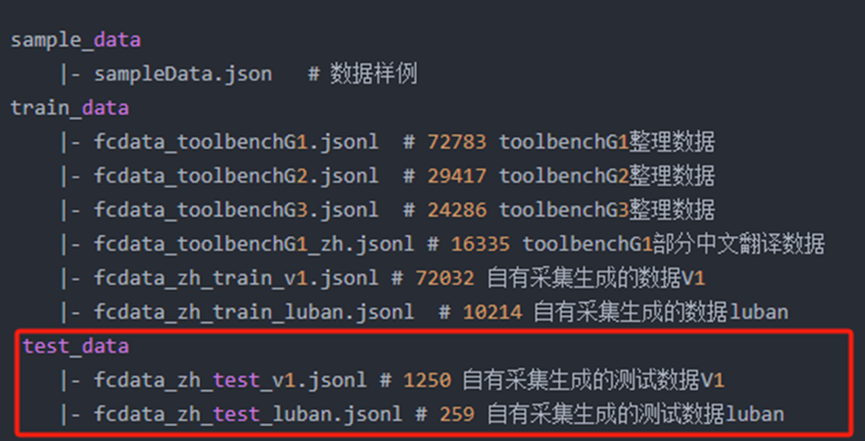 sample_data
|- sampleData.json # 数据样例
train_data
|- fcdata_toolbenchG1.jsonl # 72783 toolbenchG1整理数据
|- fcdata_toolbenchG2.jsonl # 29417 toolbenchG2整理数据
|- fcdata_toolbenchG3.jsonl # 24286 toolbenchG3整理数据
|- fcdata_toolbenchG1_zh.jsonl # 16335 toolbenchG1部分中文翻译数据
|- fcdata_zh_train_v1.jsonl # 72032 自有采集生成的数据V1
|- fcdata_zh_train_luban.jsonl # 10214 自有采集生成的数据luban
test_data
|- fcdata_zh_test_v1.jsonl # 1250 自有采集生成的测试数据V1
|- fcdata_zh_test_luban.jsonl # 259 自有采集生成的测试数据luban